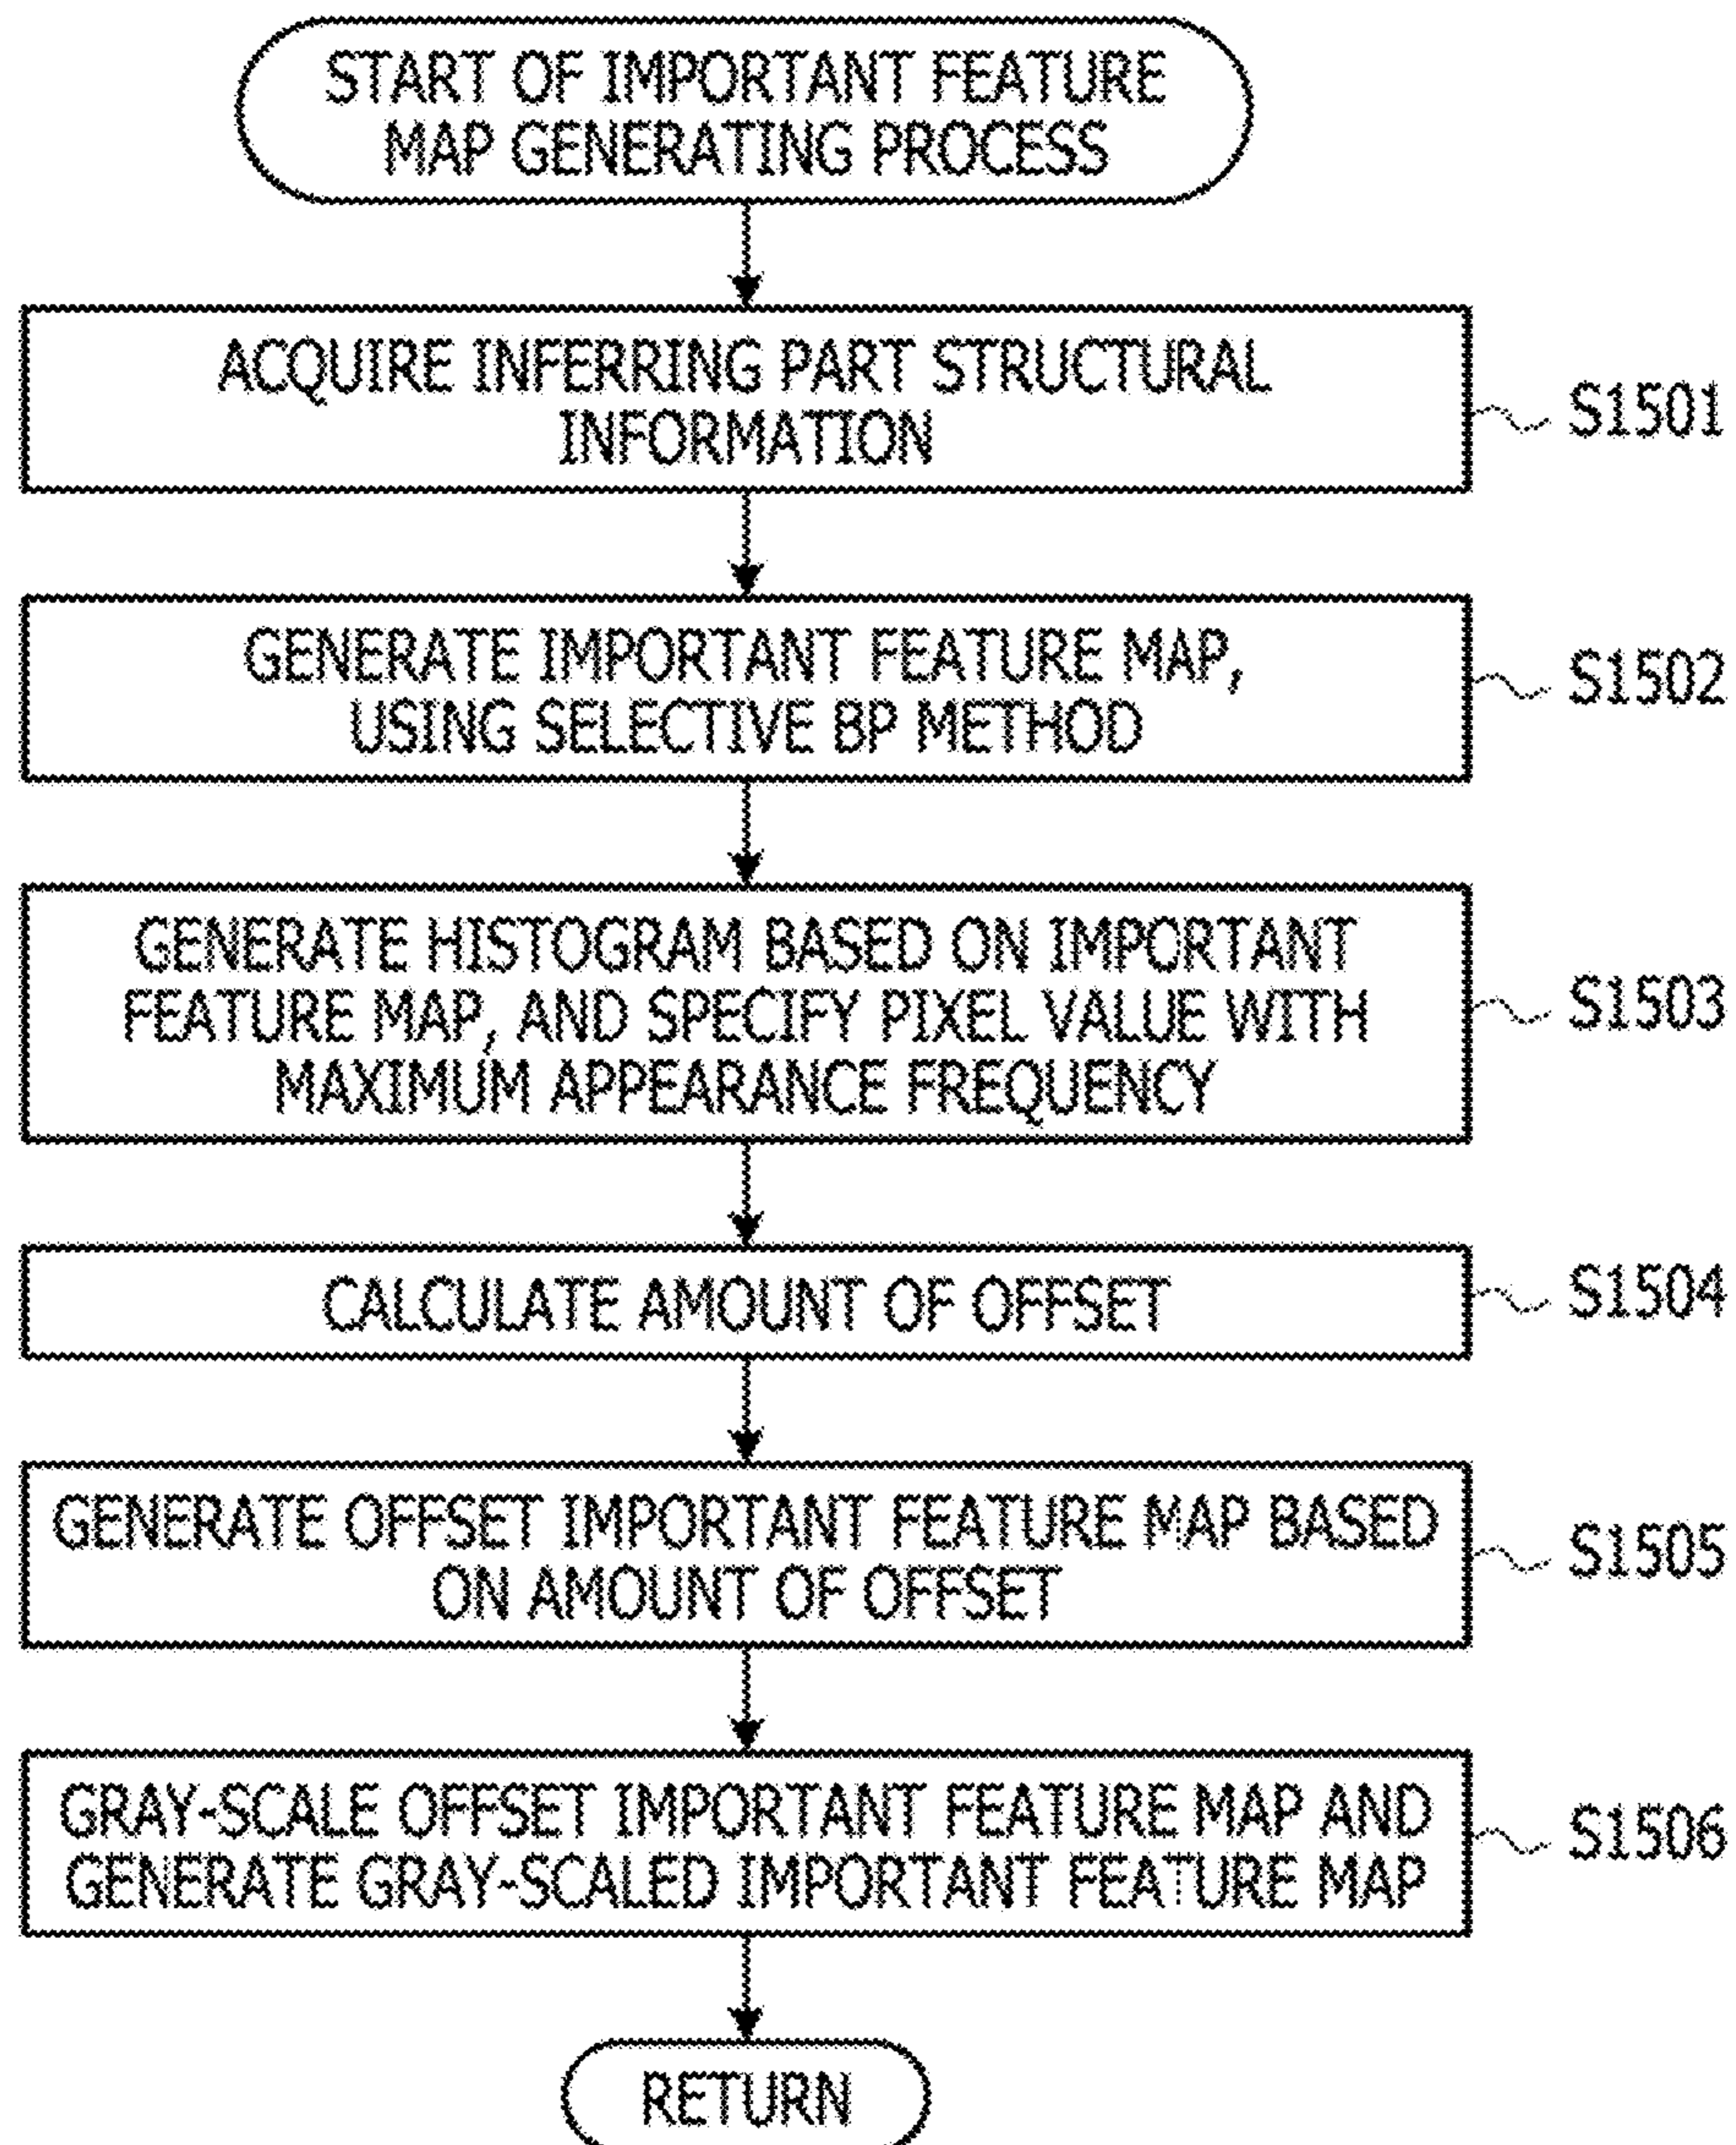 START OF IMPORTANT FEATURE
MAP GENERATING PROCESS
ACQUIRE INFERRING PART STRUCTURAL
INFORMATION
S1501
GENERATE IMPORTANT FEATURE MAP,
USING SELECTIVE BP METHOD
S1502
GENERATE HISTOGRAM BASED ON IMPORTANT
FEATURE MAP, AND SPECIFY PIXEL VALUE WITH
MAXIMUM APPEARANCE FREQUENCY
S1503
CALCULATE AMOUNT OF OFFSET
S1504
GENERATE OFFSET IMPORTANT FEATURE MAP BASED
ON AMOUNT OF OFFSET
S1505
GRAY-SCALE OFFSET IMPORTANT FEATURE MAP AND
GENERATE GRAY-SCALED IMPORTANT FEATURE MAP
S1506
RETURN